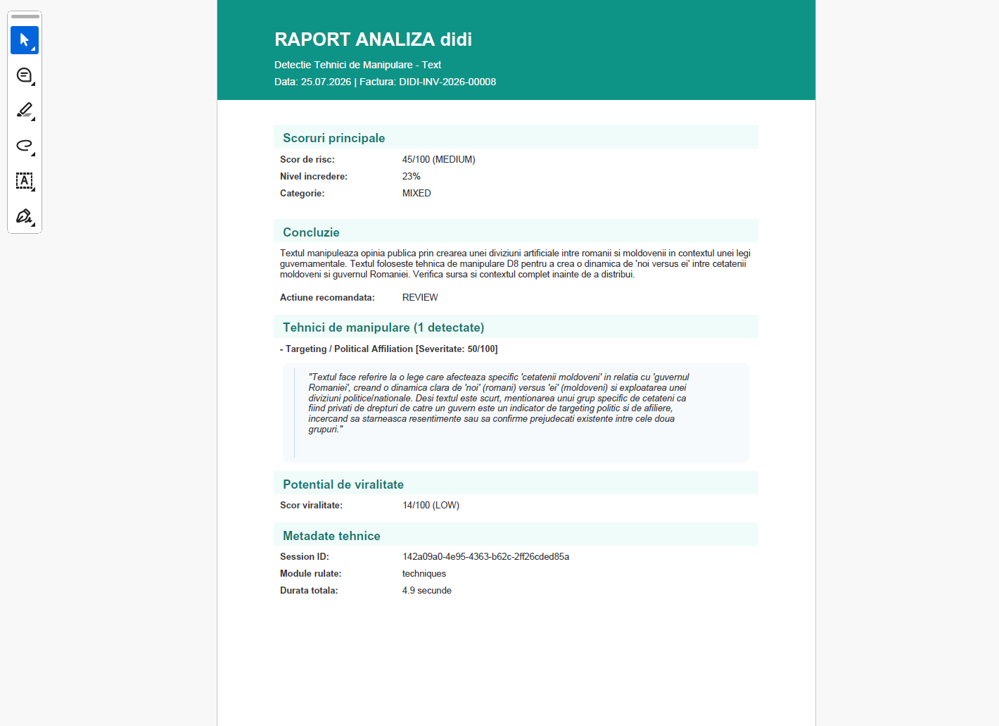 RAPORT ANALIZA didi
Detectie Tehnici de Manipulare - Text
Data: 25.07.2026 | Factura: DIDI-INV-2026-00008
Scoruri principale
Scor de risc: 45/100 (MEDIUM)
Nivel incredere: 23%
Categorie: MIXED
Concluzie
Textul manipuleaza opinia publica prin crearea unei diviziuni artificiale intre romanii si moldovenii in contextul unei legi
guvernamentale. Textul foloseste tehnica de manipulare D8 pentru a crea o dinamica de 'noi versus ei' intre cetatenii
moldoveni si guvernul Romaniei. Verifica sursa si contextul complet inainte de a distribui.
Actiune recomandata: REVIEW
Tehnici de manipulare (1 detectate)
- Targeting / Political Affiliation [Severitate: 50/100]
"Textul face referire la o lege care afecteaza specific 'cetatenii moldoveni' in relatia cu 'guvernul
Romaniei', creand o dinamica clara de 'noi' (romani) versus 'ei' (moldoveni) si exploatarea unei
diviziuni politice/nationale. Desi textul este scurt, mentionarea unui grup specific de cetateni ca
fiind privati de drepturi de catre un guvern este un indicator de targeting politic si de afiliere,
incercand sa starneasca resentimente sau sa confirme prejudecati existente intre cele doua
grupuri."
Potential de viralitate
Scor viralitate: 14/100 (LOW)
Metadate tehnice
Session ID: 142a09a0-4e95-4363-b62c-2ff26cded85a
Module rulate: techniques
Durata totala: 4.9 secunde